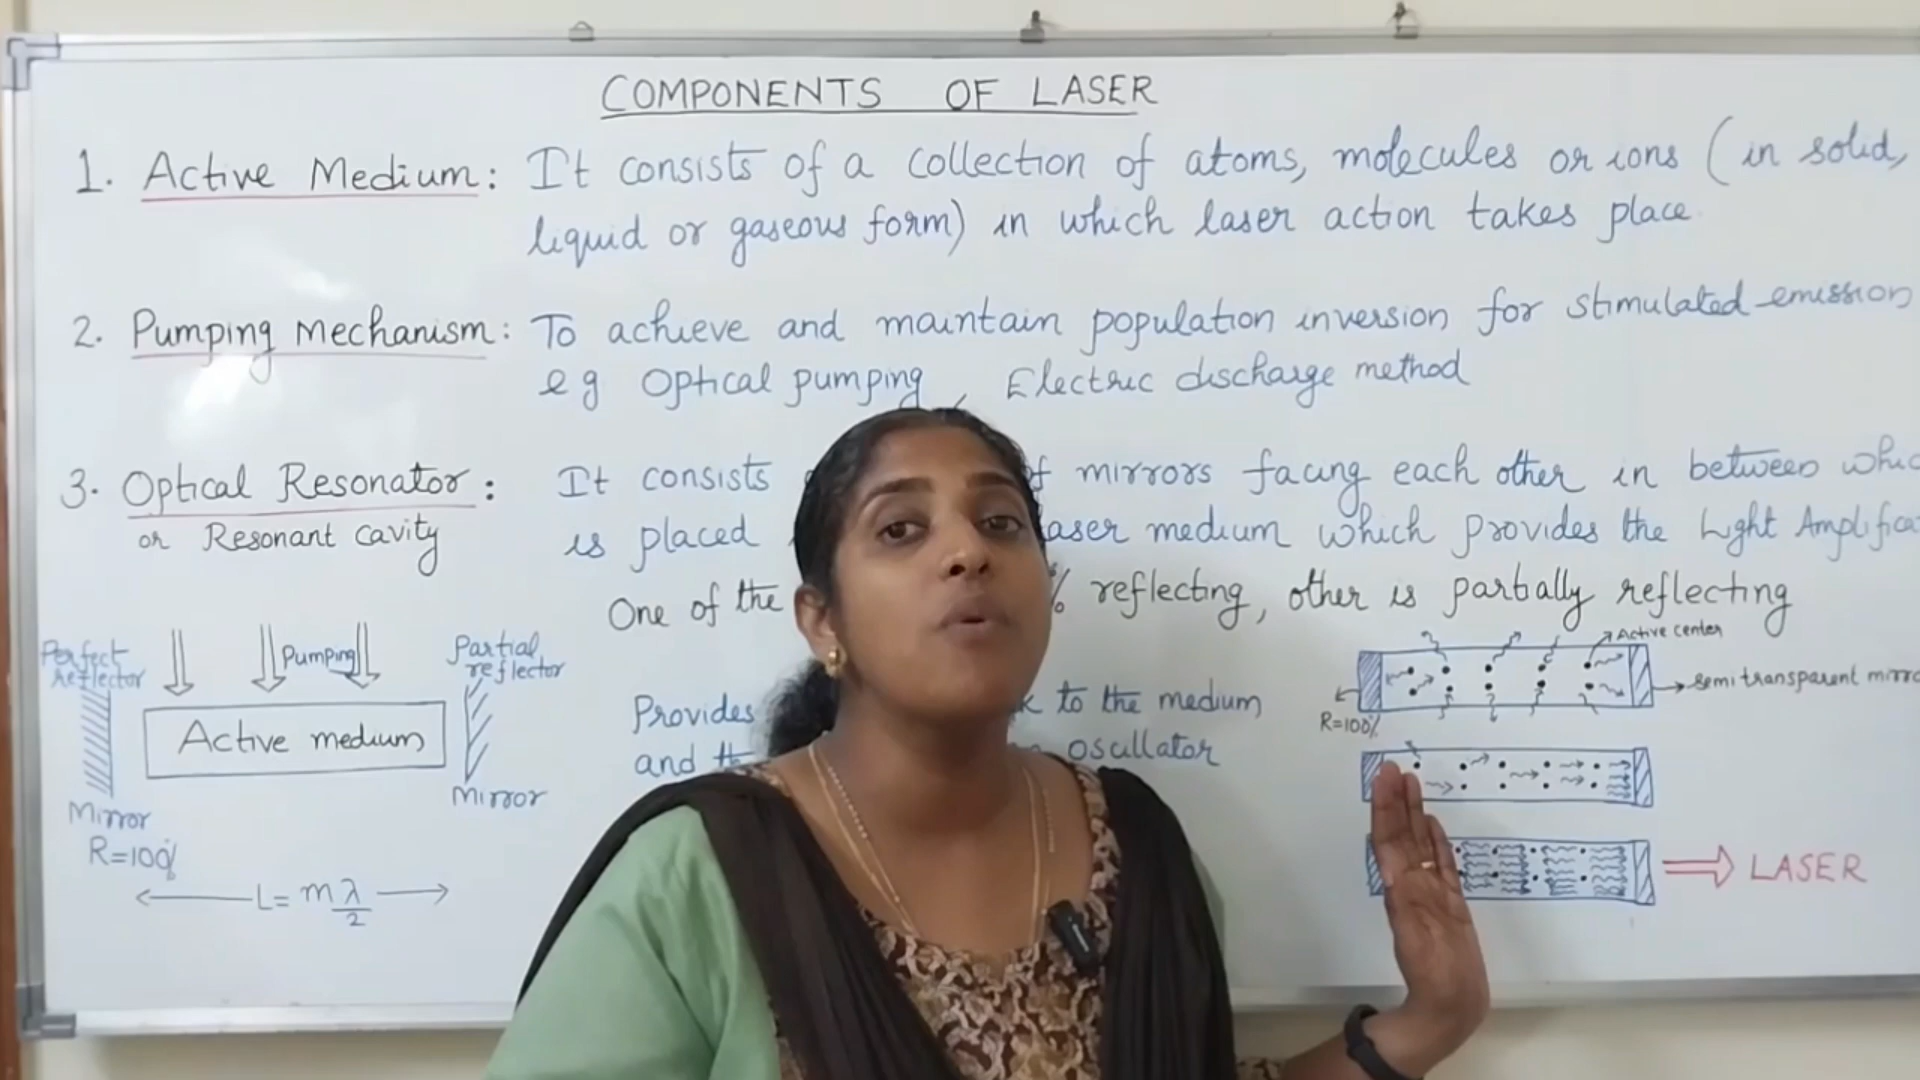 COMPONENTS OF LASER
1. Active Medium: It consists of a collection of atoms, molecules or ions (in solid,
liquid or gaseous form) in which laser action takes place
2. Pumping Mechanism: To achieve and maintain population inversion for stimulated emission
eg Optical pumping, Electric discharge method
3. Optical Resonator: It consists of mirrors facing each other in between
or Resonant cavity is placed laser medium which provides the Light
One of the % reflecting, other is partially reflecting
Perfect reflector
Pumping
Partial reflector
Active medium
Mirror
R=100%
Mirror
L= mλ/2
Provides to the medium
and oscillator
Active center
R=100%
semi transparent
LASER